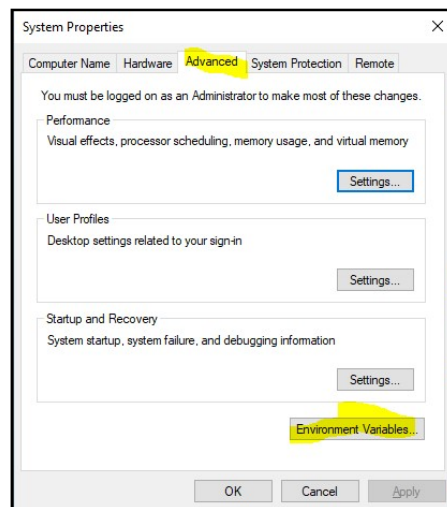 System Properties
Computer Name Hardware Advanced System Protection Remote
You must be logged on as an Administrator to make most of these changes.
Performance
Visual effects, processor scheduling, memory usage, and virtual memory
Settings...
User Profiles
Desktop settings related to your sign-in
Settings...
Startup and Recovery
System startup, system failure, and debugging information
Settings...
Environment Variables...
OK Cancel Apply